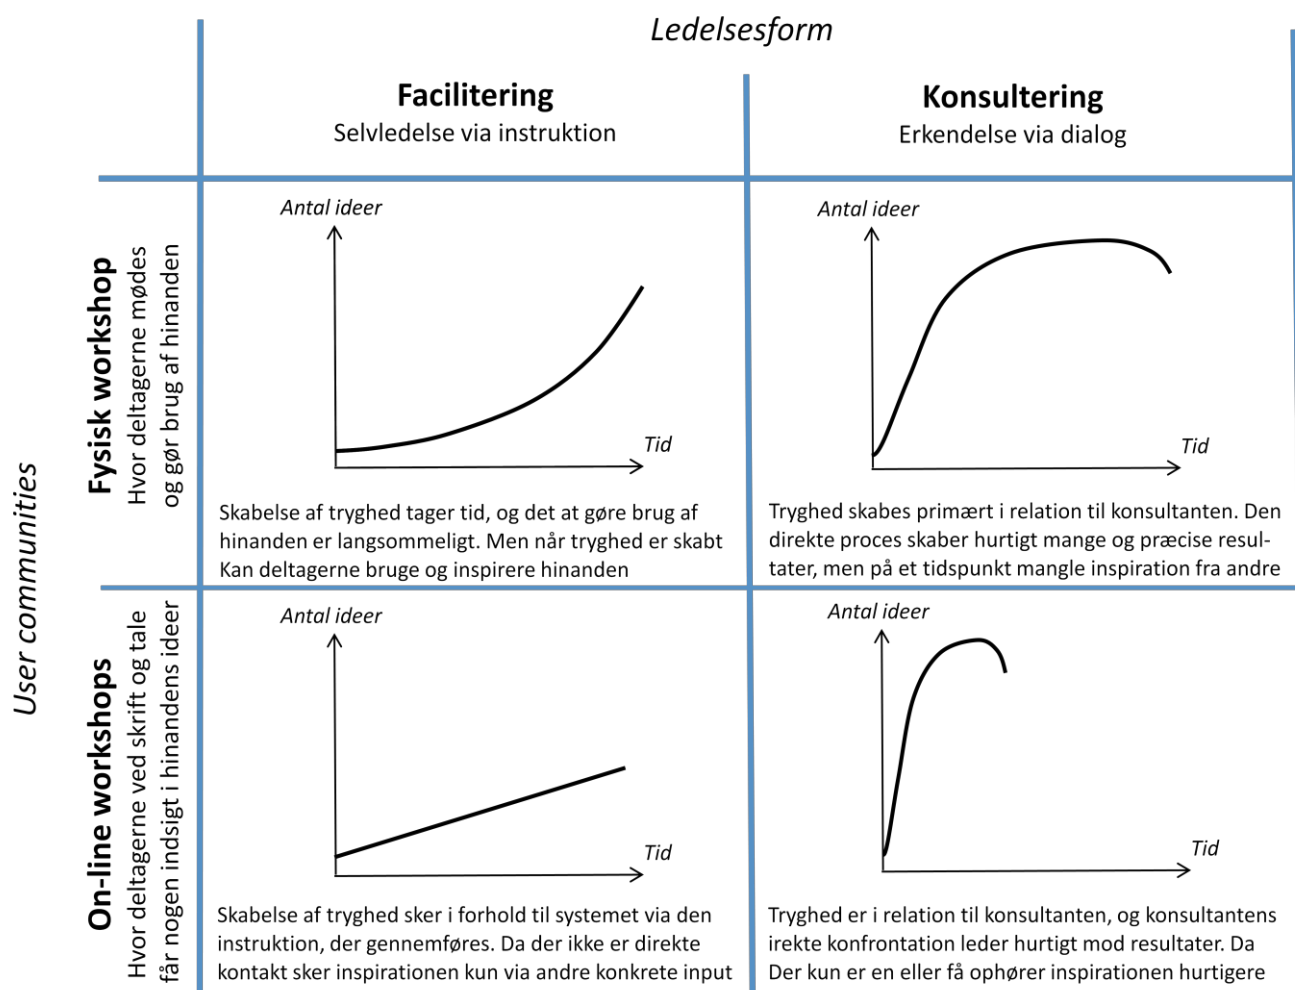 Ledelsesform
Facilitering
Selvledelse via instruktion
Konsultering
Erkendelse via dialog
User communities
Fysisk workshop
Hvor deltagerne mødes
og gør brug af hinanden
Antal ideer
Tid
Skabelse af tryghed tager tid, og det at gøre brug af
hinanden er langsommeligt. Men når tryghed er skabt
Kan deltagerne bruge og inspirere hinanden
Antal ideer
Tid
Tryghed skabes primært i relation til konsultanten. Den
direkte proces skaber hurtigt mange og præcise resul-
tater, men på et tidspunkt mangle inspiration fra andre
On-line workshops
Hvor deltagerne ved skrift og tale
får nogen indsigt i hinandens ideer
Antal ideer
Tid
Skabelse af tryghed sker i forhold til systemet via den
instruktion, der gennemføres. Da der ikke er direkte
kontakt sker inspirationen kun via andre konkrete input
Antal ideer
Tid
Tryghed er i relation til konsultanten, og konsultantens
irekte konfrontation leder hurtigt mod resultater. Da
Der kun er en eller få ophører inspirationen hurtigere